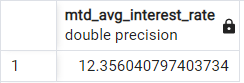 mtd_avg_interest_rate
double precision
1 12.356040797403734